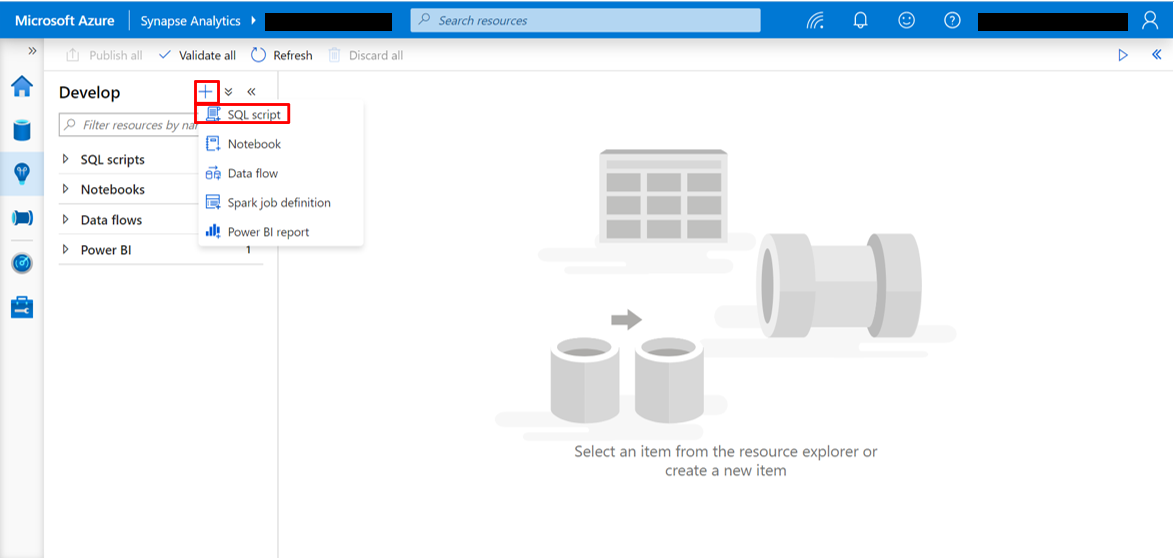 Microsoft Azure Synapse Analytics Search resources
Publish all Validate all Refresh Discard all
Develop
SQL script
Filter resources by
Notebook
SQL scripts
Data flow
Notebooks
Spark job definition
Data flows
Power BI report
Power BI 1
Select an item from the resource explorer or
create a new item